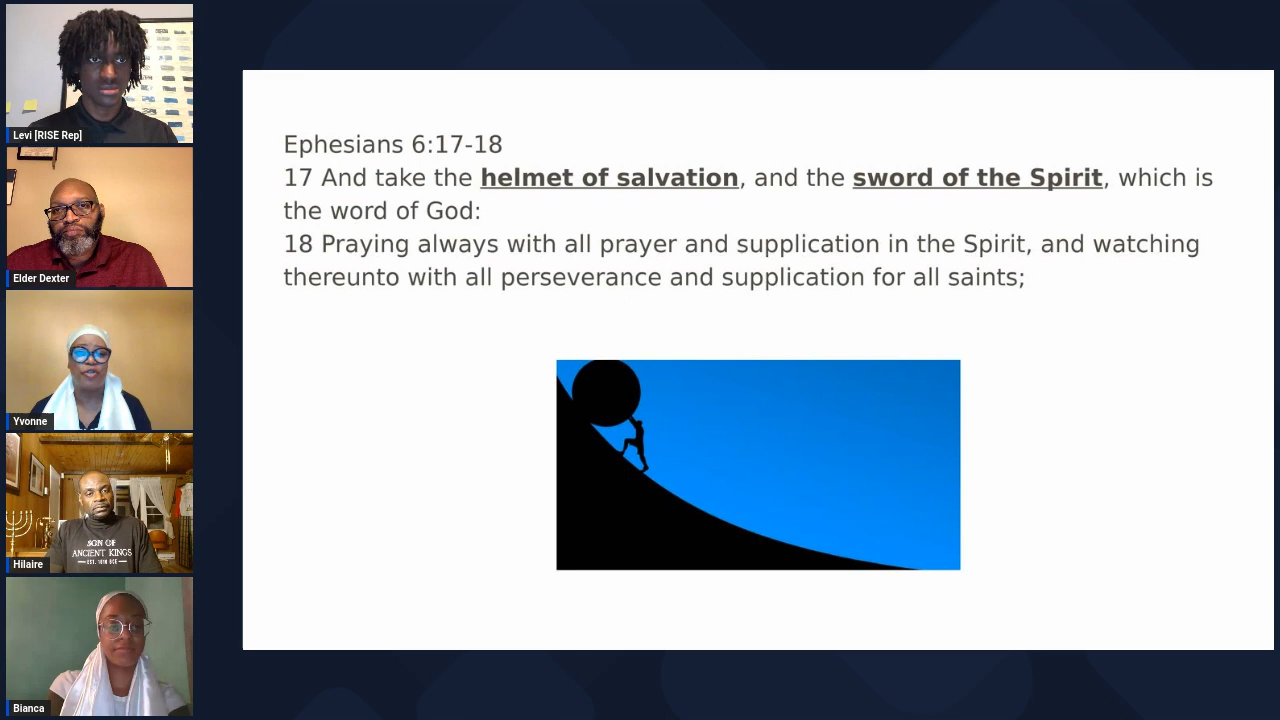 Levi [RISE Rep]
Elder Dexter
Yvonne
SON OF
ANCIENT KINGS
EST. 1010 BCE
Hilaire
Bianca
Ephesians 6:17-18
17 And take the helmet of salvation, and the sword of the Spirit, which is
the word of God:
18 Praying always with all prayer and supplication in the Spirit, and watching
thereunto with all perseverance and supplication for all saints;